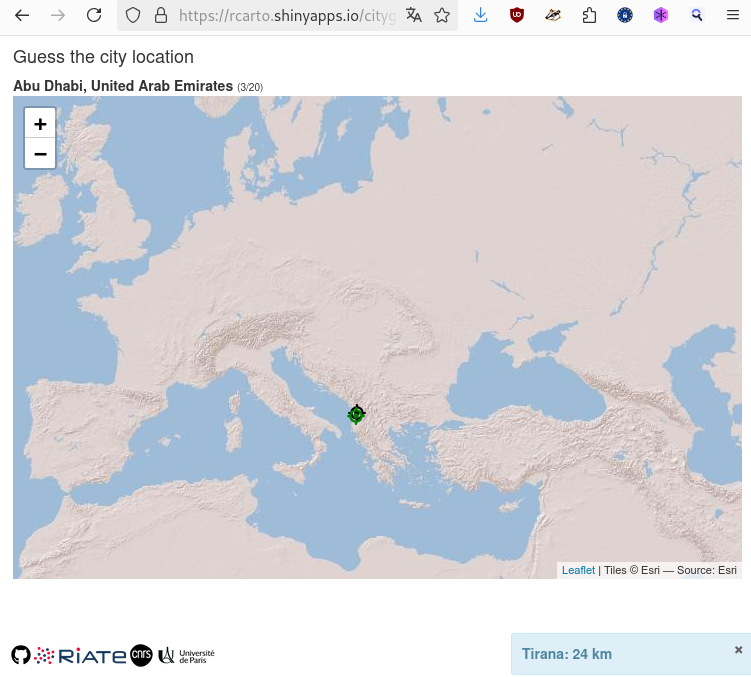 https://rcarto.shinyapps.io/cityg
Guess the city location
Abu Dhabi, United Arab Emirates (3/20)
+
−
Leaflet | Tiles © Esri — Source: Esri
RIATE cnrs Université
de Paris
Tirana: 24 km ×